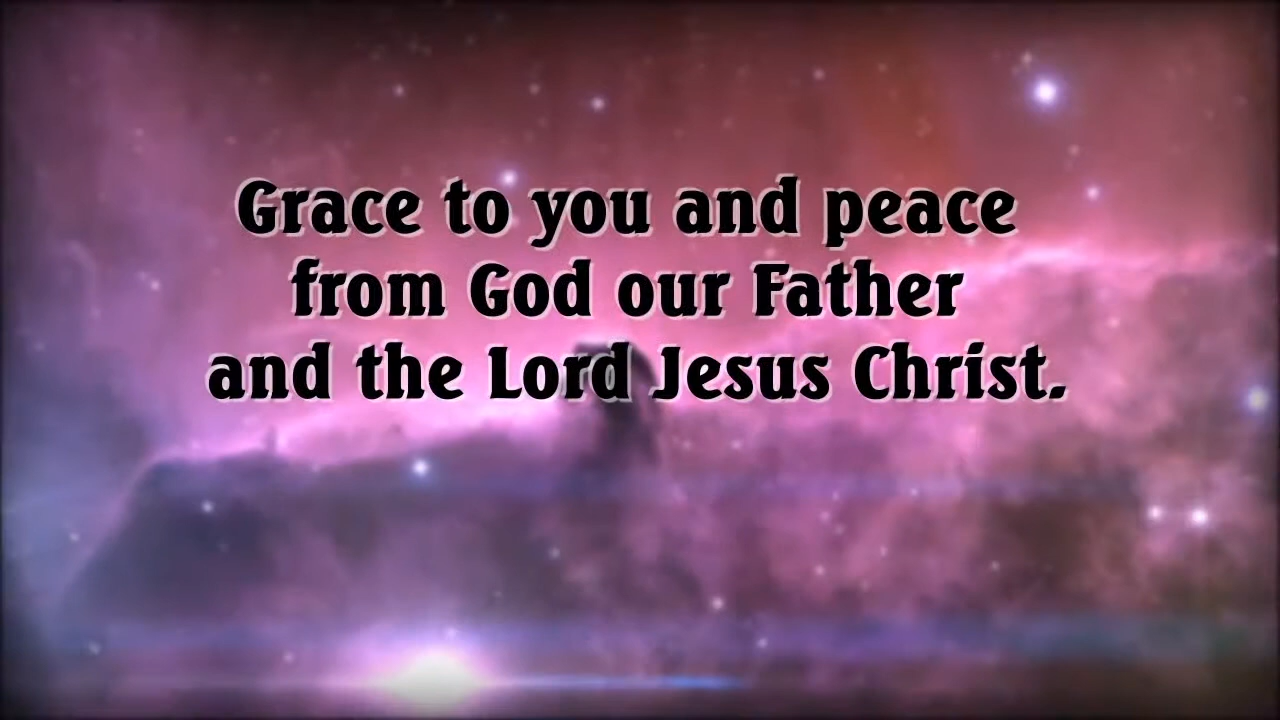 Grace to you and peace
from God our Father
and the Lord Jesus Christ.